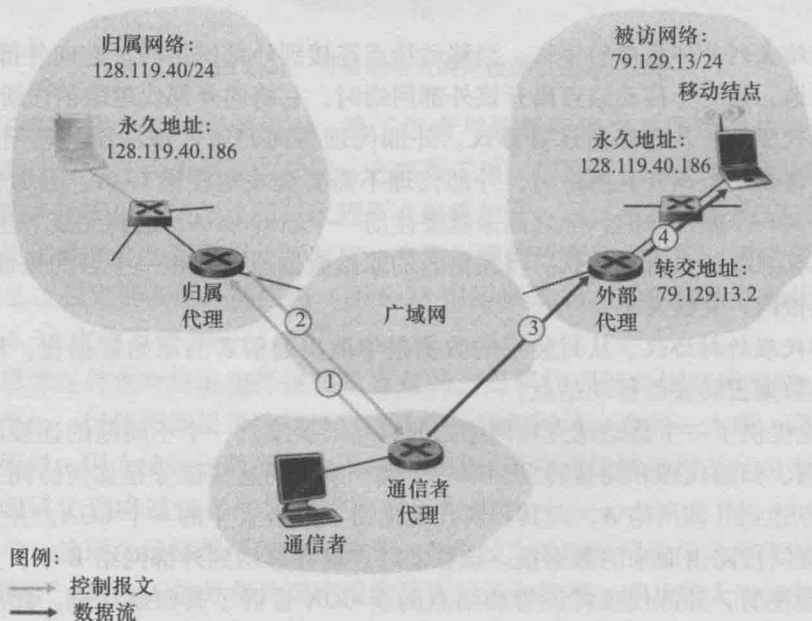 归属网络：
128.119.40/24
永久地址：
128.119.40.186
归属
代理
被访网络：
79.129.13/24
移动结点
永久地址：
128.119.40.186
④
转交地址：
79.129.13.2
外部
代理
广域网
②
③
①
通信者
代理
通信者
图例：
控制报文
数据流